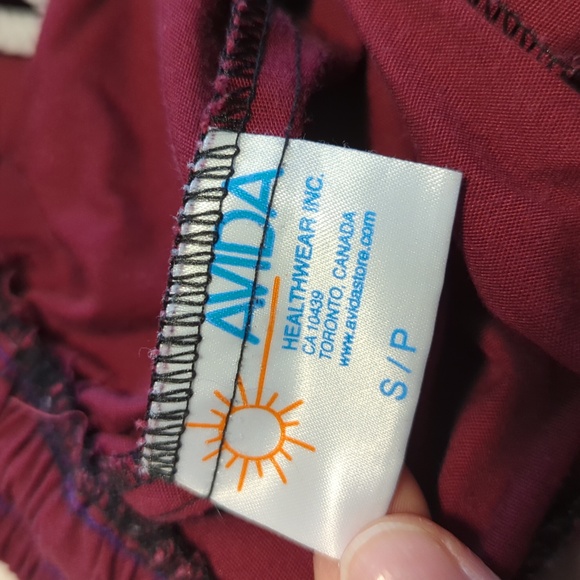 AVIDA
HEALTHWEAR INC.
CA 10439
TORONTO, CANADA
www.avidastore.com
S / P